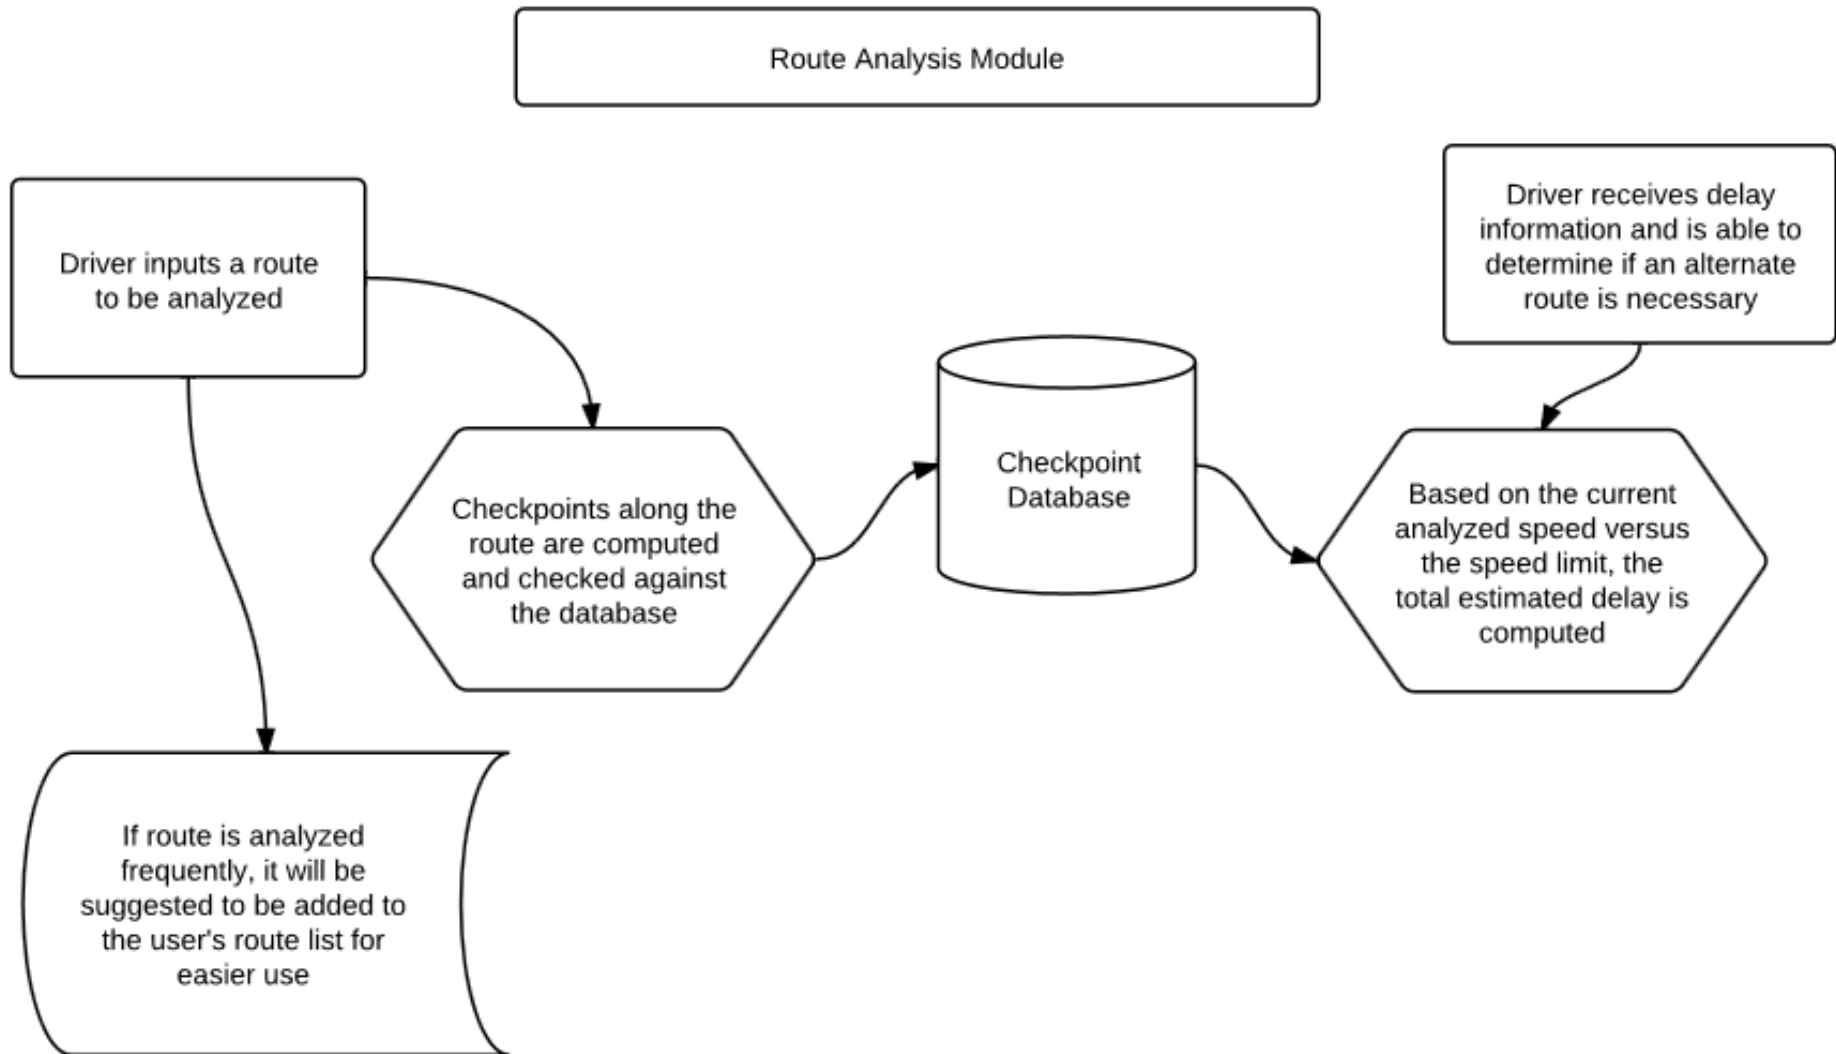 Route Analysis Module
Driver inputs a route
to be analyzed
Driver receives delay
information and is able to
determine if an alternate
route is necessary
Checkpoints along the
route are computed
and checked against
the database
Checkpoint
Database
Based on the current
analyzed speed versus
the speed limit, the
total estimated delay is
computed
If route is analyzed
frequently, it will be
suggested to be added to
the user's route list for
easier use